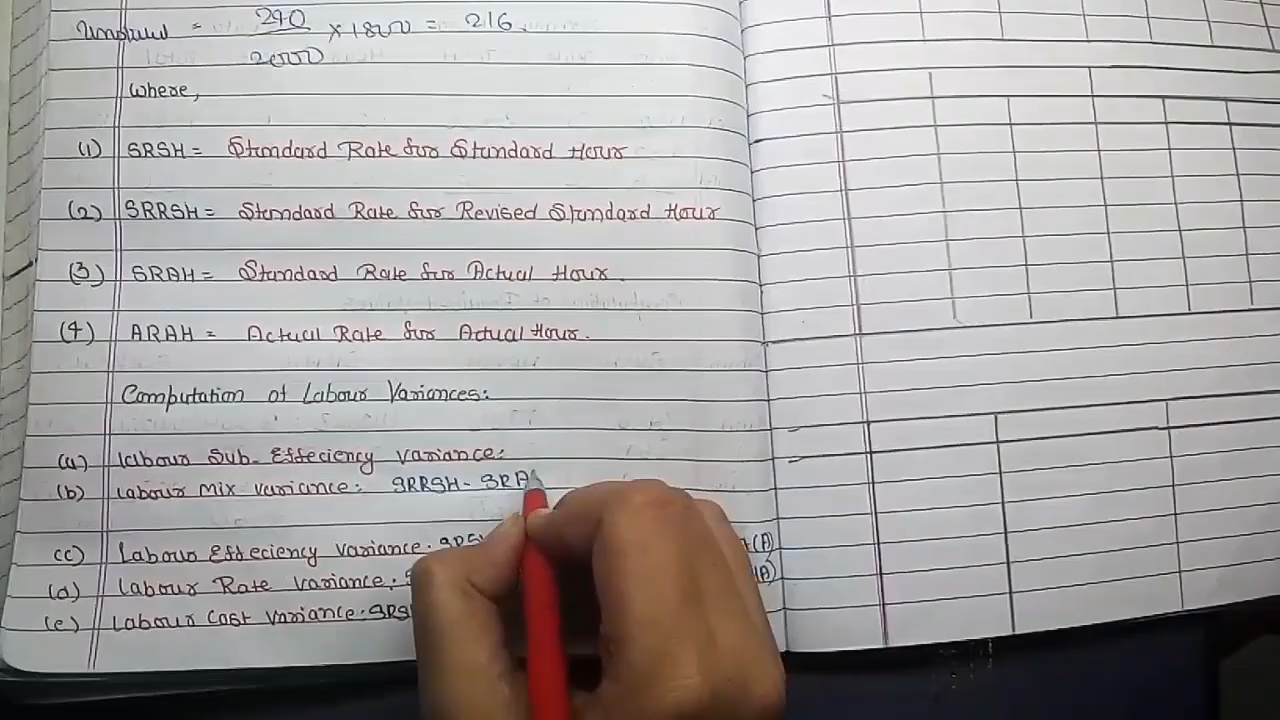 = 240 × 1800 = 216.
2000
Where,
(1) SRSH = Standard Rate for Standard Hour
(2) SRRSH = Standard Rate for Revised Standard Hour
(3) SRAH = Standard Rate for Actual Hour.
(4) ARAH = Actual Rate for Actual Hour.
Computation of Labour Variances:
(a) Labour Sub-Effeciency Variance:
(b) Labour Mix Variance: SRRSH - SRA
(c) Labour Effeciency Variance: (A)
(d) Labour Rate Variance: (A)
(e) Labour Cost Variance: